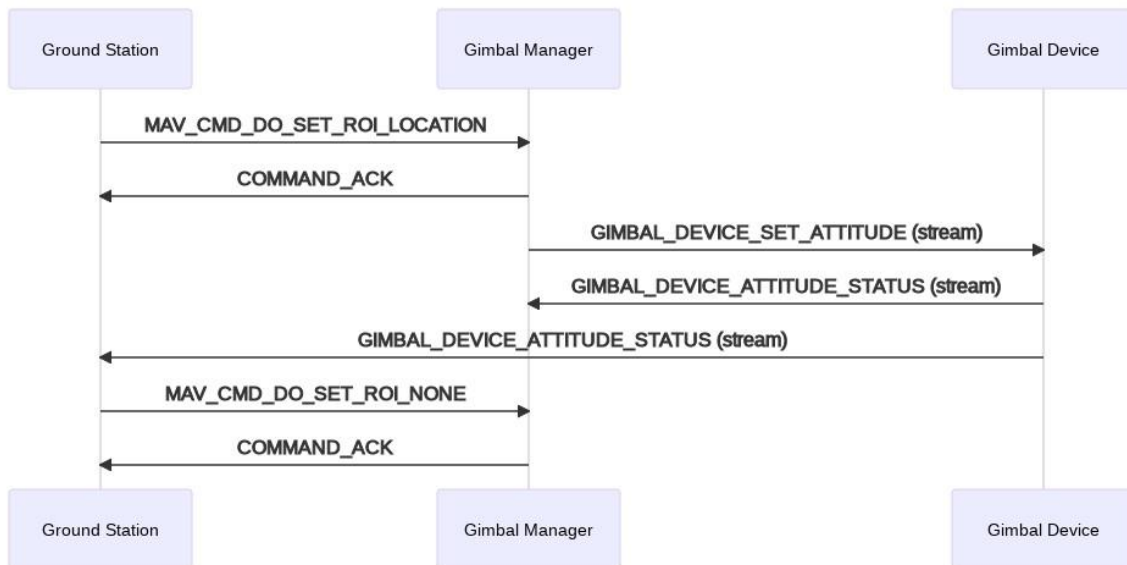 Ground Station
Gimbal Manager
Gimbal Device
MAV_CMD_DO_SET_ROI_LOCATION
COMMAND_ACK
GIMBAL_DEVICE_SET_ATTITUDE (stream)
GIMBAL_DEVICE_ATTITUDE_STATUS (stream)
GIMBAL_DEVICE_ATTITUDE_STATUS (stream)
MAV_CMD_DO_SET_ROI_NONE
COMMAND_ACK
Ground Station
Gimbal Manager
Gimbal Device